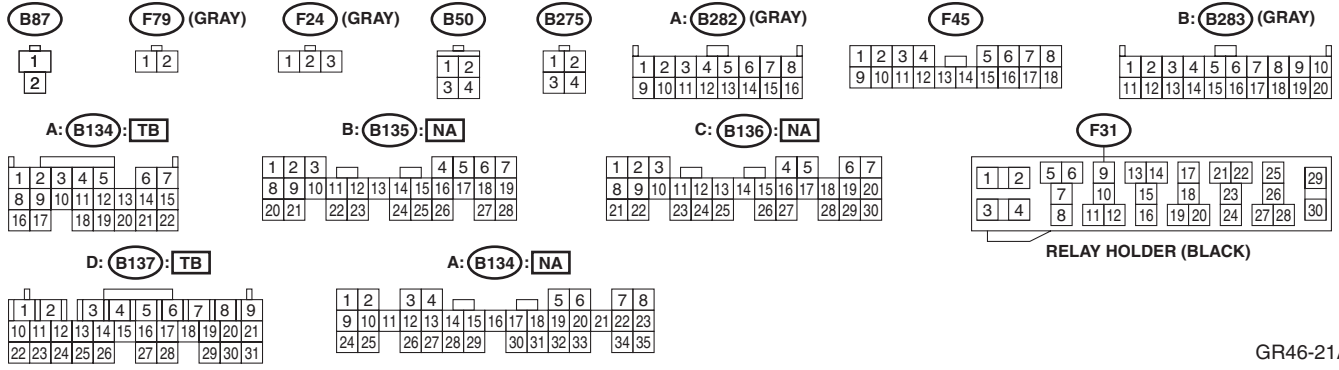 B87 F79 (GRAY) F24 (GRAY) B50 B275 A: B282 (GRAY) F45 B: B283 (GRAY)
1
2
1 2
1 2 3
1 2
3 4
1 2
3 4
1 2 3 4 5 6 7 8
9 10 11 12 13 14 15 16
1 2 3 4 5 6 7 8
9 10 11 12 13 14 15 16 17 18
1 2 3 4 5 6 7 8 9 10
11 12 13 14 15 16 17 18 19 20
A: B134 : TB B: B135 : NA C: B136 : NA F31
1 2 3 4 5 6 7
8 9 10 11 12 13 14 15
16 17 18 19 20 21 22
1 2 3 4 5 6 7
8 9 10 11 12 13 14 15 16 17 18 19
20 21 22 23 24 25 26 27 28
1 2 3 4 5 6 7
8 9 10 11 12 13 14 15 16 17 18 19 20
21 22 23 24 25 26 27 28 29 30
1 2 5 6 9 13 14 17 21 22 25 29
7 10 15 18 23 26
3 4 8 11 12 16 19 20 24 27 28 30
RELAY HOLDER (BLACK)
D: B137 : TB A: B134 : NA
1 2 3 4 5 6 7 8 9
10 11 12 13 14 15 16 17 18 19 20 21
22 23 24 25 26 27 28 29 30 31
1 2 3 4 5 6 7 8
9 10 11 12 13 14 15 16 17 18 19 20 21 22 23
24 25 26 27 28 29 30 31 32 33 34 35